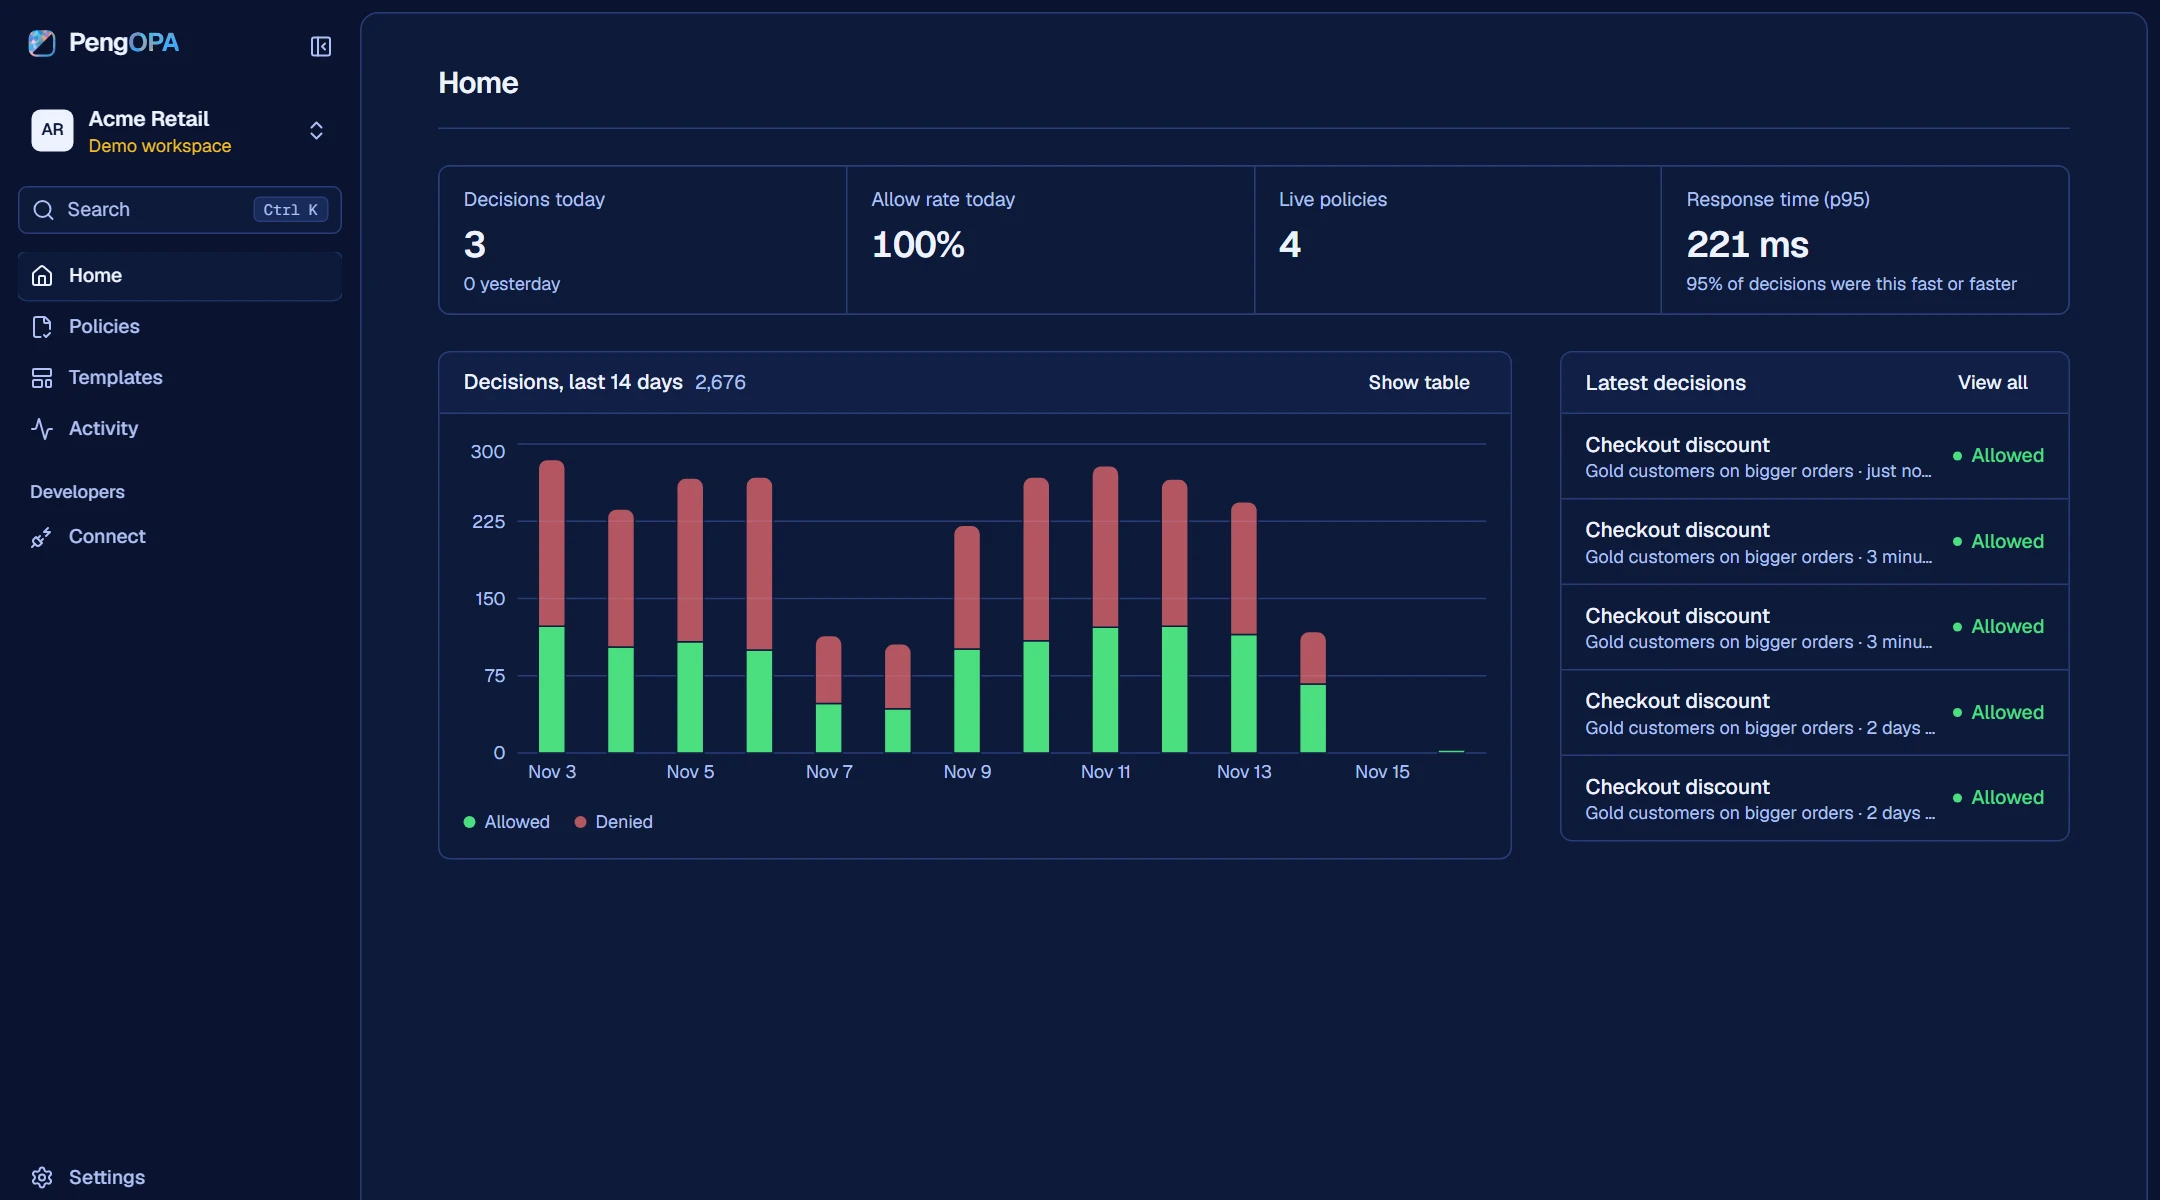 PengOPA
AR
Acme Retail
Demo workspace
Search
Ctrl K
Home
Policies
Templates
Activity
Developers
Connect
Settings
Home
Decisions today
3
0 yesterday
Allow rate today
100%
Live policies
4
Response time (p95)
221 ms
95% of decisions were this fast or faster
Decisions, last 14 days 2,676
Show table
300
225
150
75
0
Nov 3
Nov 5
Nov 7
Nov 9
Nov 11
Nov 13
Nov 15
Allowed
Denied
Latest decisions
View all
Checkout discount
Gold customers on bigger orders · just no...
Allowed
Checkout discount
Gold customers on bigger orders · 3 minu...
Allowed
Checkout discount
Gold customers on bigger orders · 3 minu...
Allowed
Checkout discount
Gold customers on bigger orders · 2 days ...
Allowed
Checkout discount
Gold customers on bigger orders · 2 days ...
Allowed